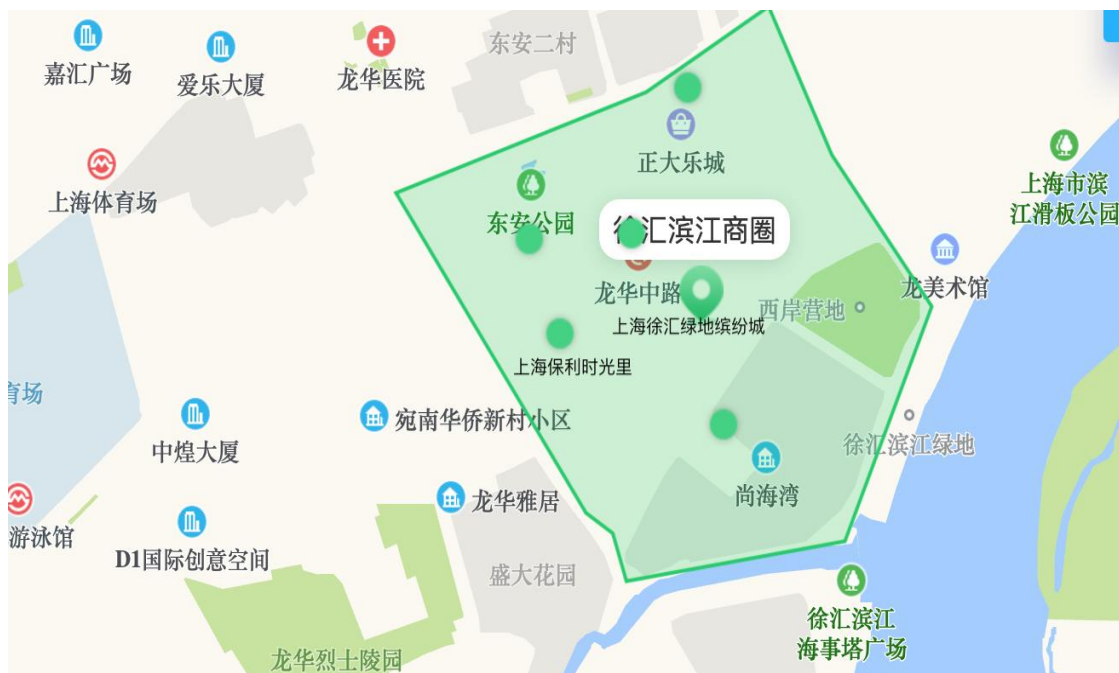 东安二村
嘉汇广场
爱乐大厦
龙华医院
正大乐城
上海体育场
上海市滨
江滑板公园
东安公园
徐汇滨江商圈
龙美术馆
龙华中路
西岸营地
上海徐汇绿地缤纷城
上海保利时光里
育场
宛南华侨新村小区
中煌大厦
徐汇滨江绿地
尚海湾
龙华雅居
游泳馆
D1国际创意空间
盛大花园
徐汇滨江
海事塔广场
龙华烈士陵园